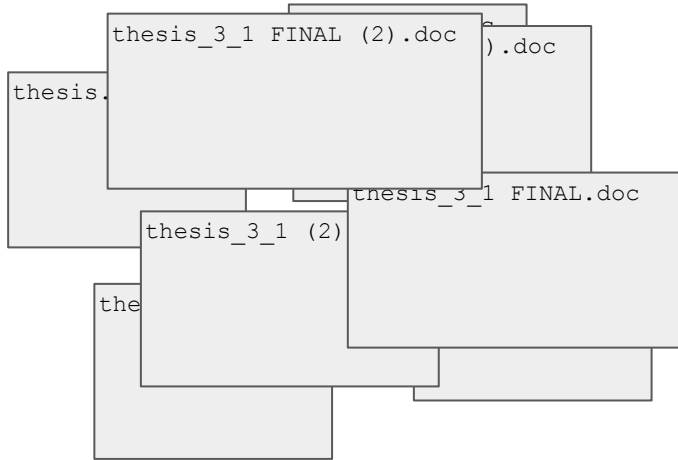 thesis_3_1 FINAL (2).doc
).doc
thesis.
thesis_3_1 FINAL.doc
thesis_3_1 (2)
the